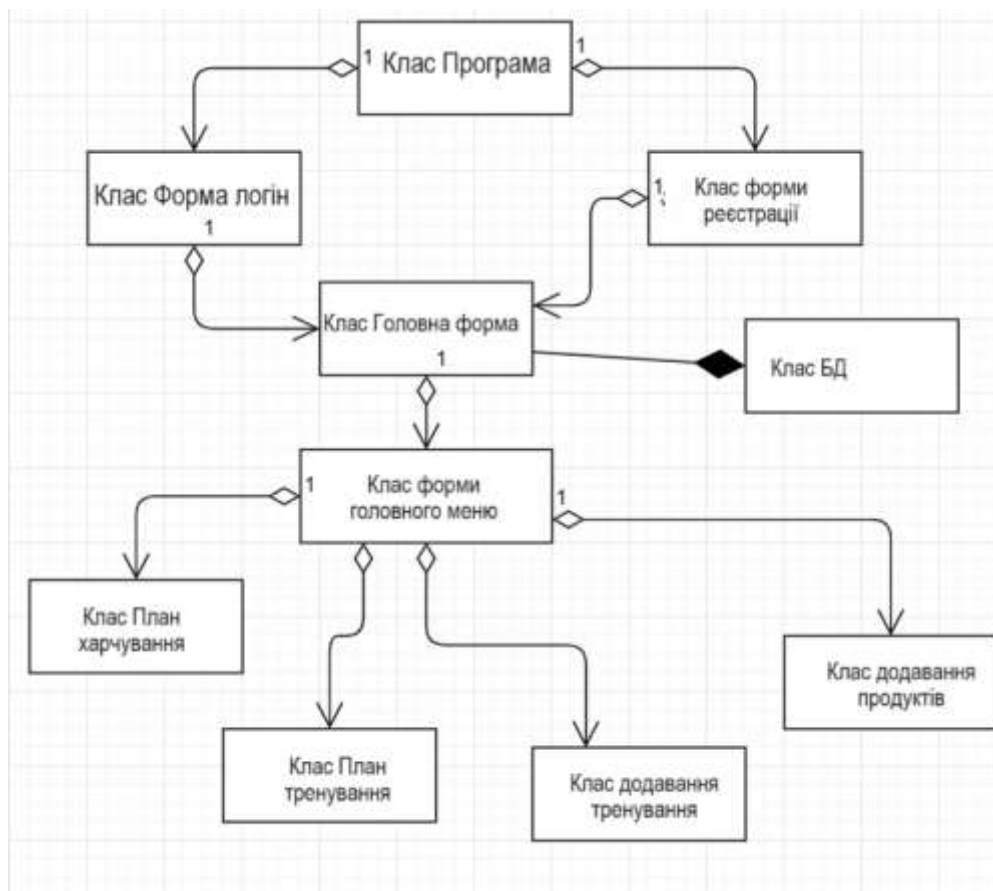 1
Клас Програма
1
Клас Форма логін
1
1
Клас форми
реєстрації
Клас Головна форма
1
Клас БД
1
Клас форми
головного меню
1
Клас План
харчування
Клас додавання
продуктів
Клас План
тренування
Клас додавання
тренування